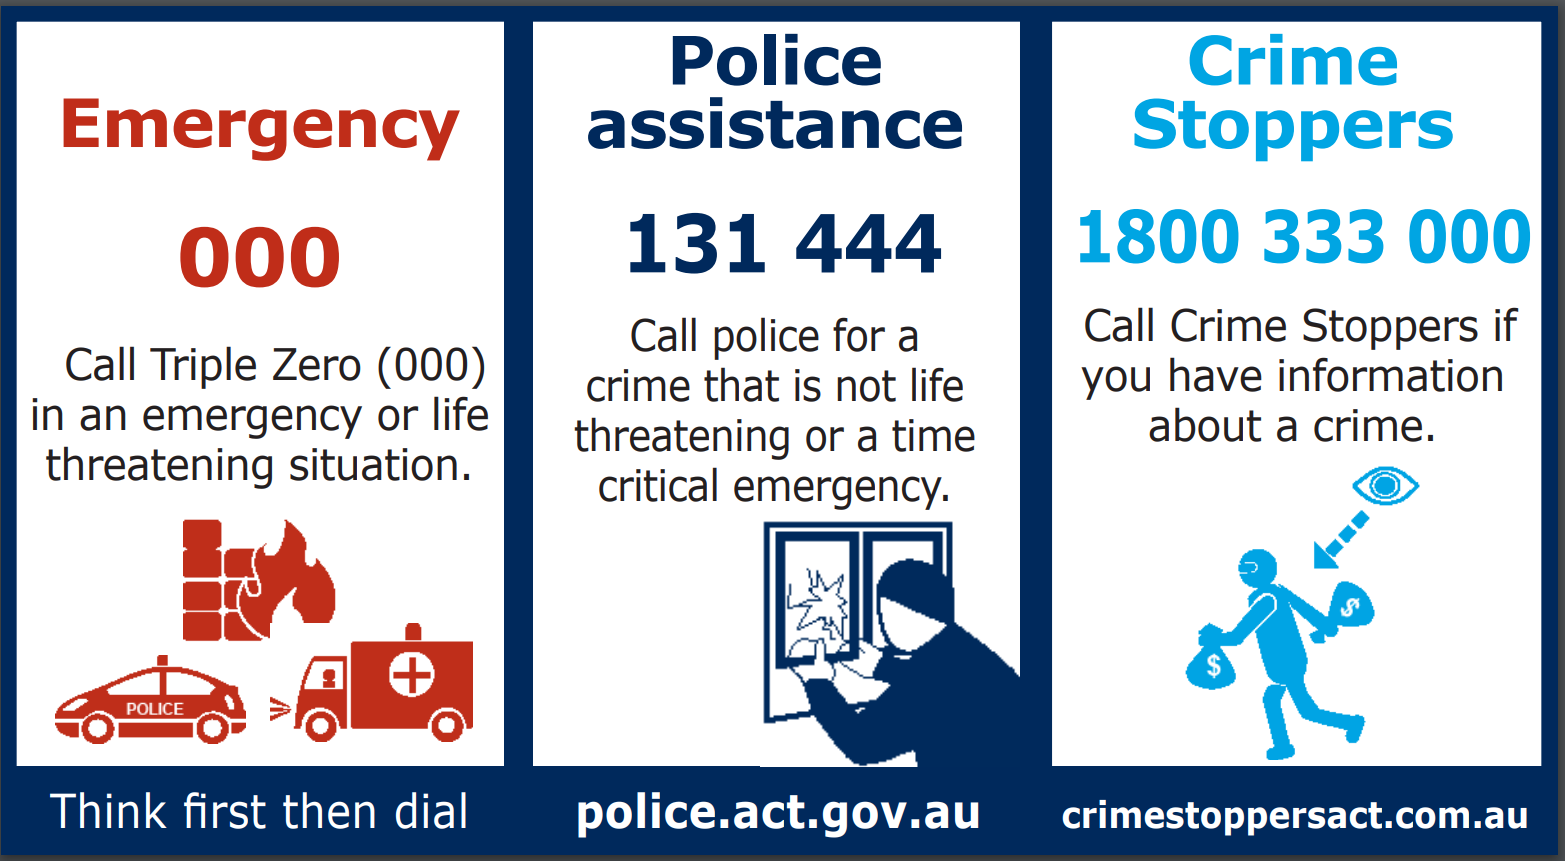 Emergency
000
Call Triple Zero (000)
in an emergency or life
threatening situation.
POLICE
Think first then dial
Police
assistance
131 444
Call police for a
crime that is not life
threatening or a time
critical emergency.
police.act.gov.au
Crime
Stoppers
1800 333 000
Call Crime Stoppers if
you have information
about a crime.
$
$
crimestoppersact.com.au